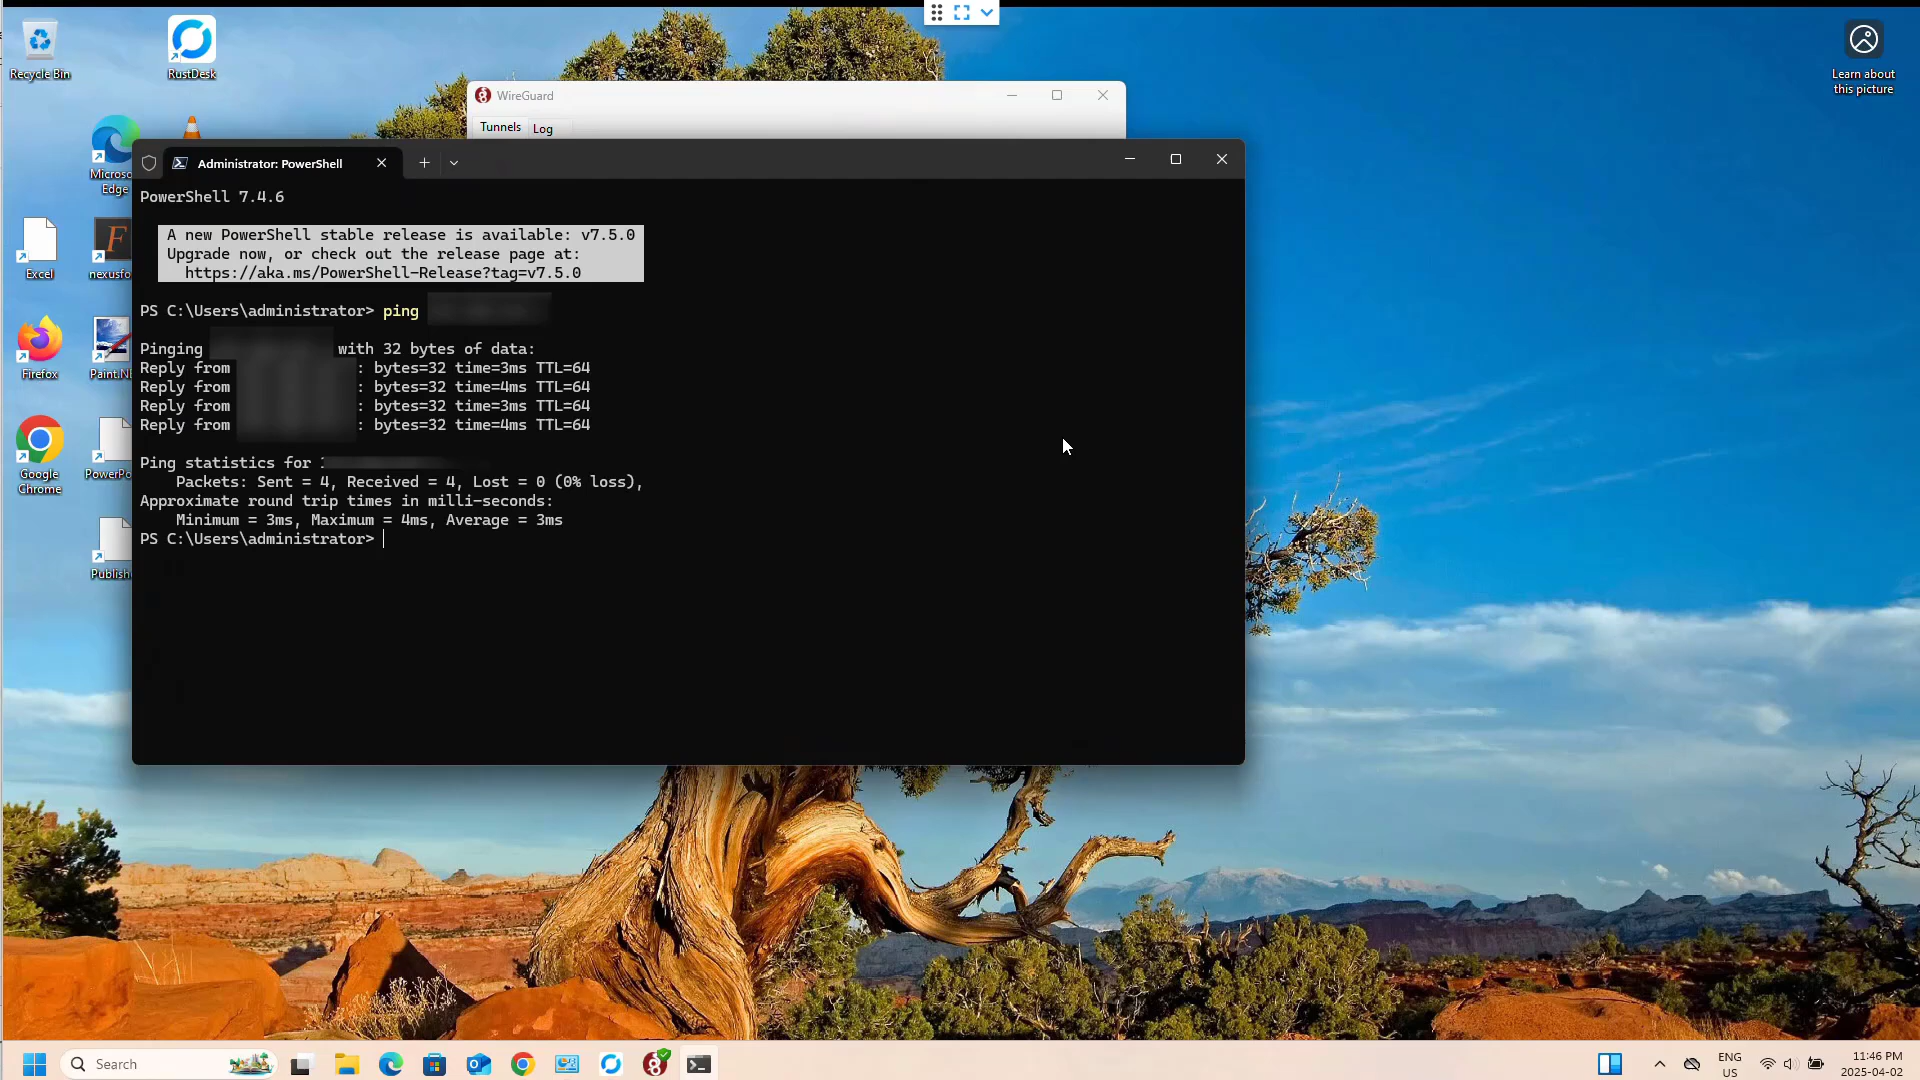 Recycle Bin
RustDesk
Learn about
this picture
WireGuard
Tunnels Log
Administrator: PowerShell
Edge
Excel
Firefox
Google
Chrome
PowerShell 7.4.6
A new PowerShell stable release is available: v7.5.0
Upgrade now, or check out the release page at:
https://aka.ms/PowerShell-Release?tag=v7.5.0
PS C:\Users\administrator> ping
Pinging with 32 bytes of data:
Reply from : bytes=32 time=3ms TTL=64
Reply from : bytes=32 time=4ms TTL=64
Reply from : bytes=32 time=3ms TTL=64
Reply from : bytes=32 time=4ms TTL=64
Ping statistics for
Packets: Sent = 4, Received = 4, Lost = 0 (0% loss),
Approximate round trip times in milli-seconds:
Minimum = 3ms, Maximum = 4ms, Average = 3ms
PS C:\Users\administrator>
Search
ENG
US
11:46 PM
2025-04-02